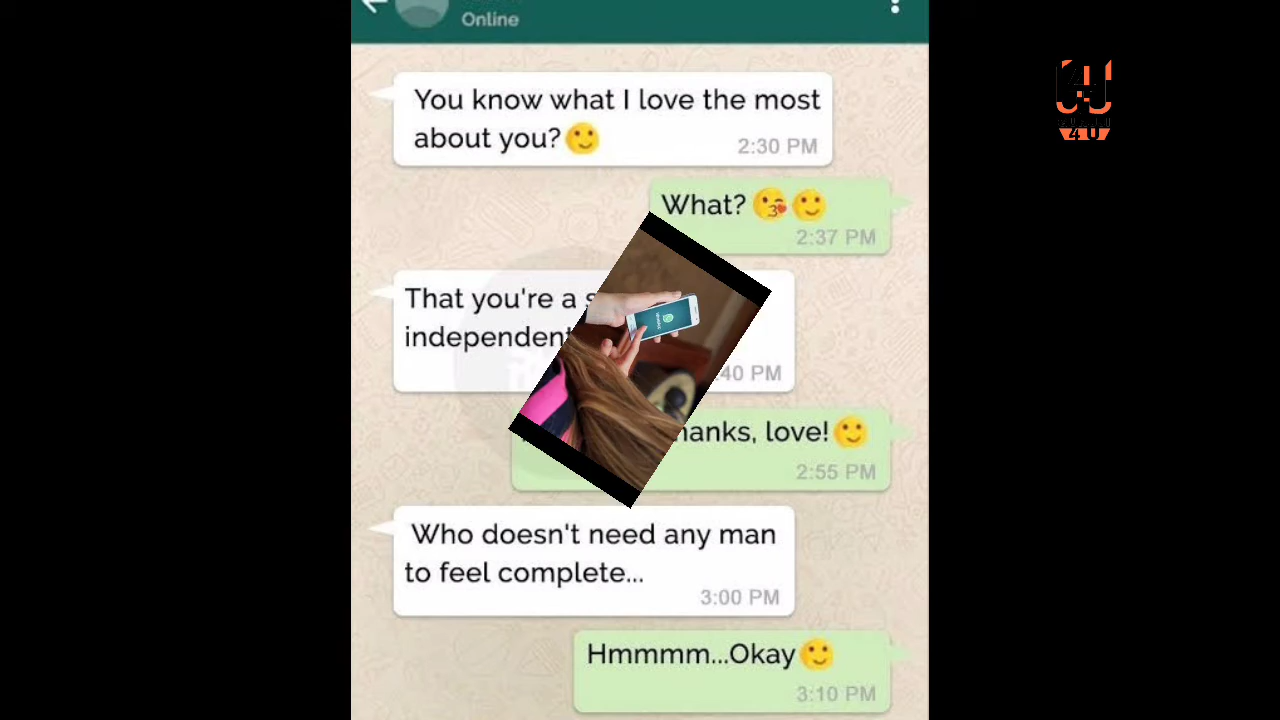 Online
You know what I love the most
about you?🙂
2:30 PM
What? 😘🙂
2:37 PM
That you're a
independent
:40 PM
hanks, love!🙂
2:55 PM
Who doesn't need any man
to feel complete...
3:00 PM
Hmmmm...Okay🙂
3:10 PM
4U